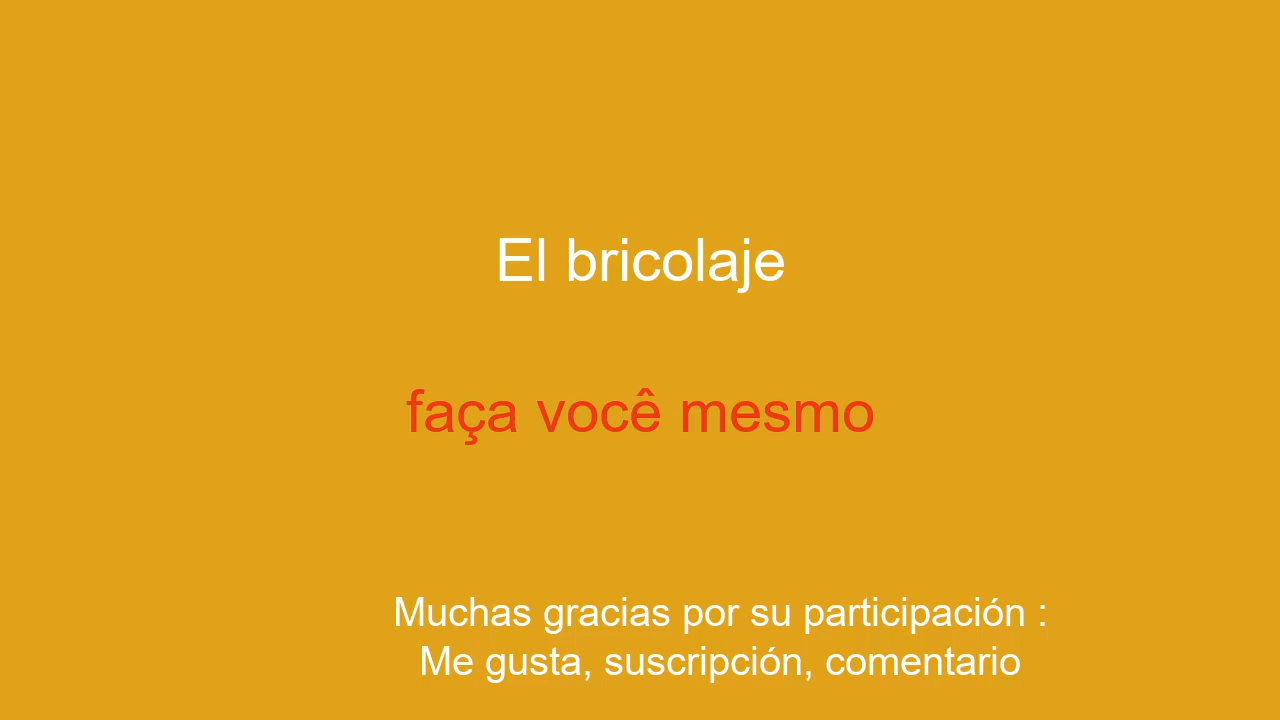 El bricolaje
faça você mesmo
Muchas gracias por su participación :
Me gusta, suscripción, comentario